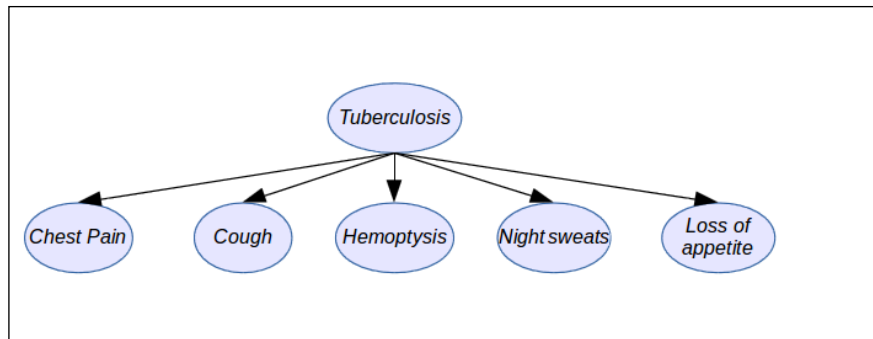 Tuberculosis
Chest Pain
Cough
Hemoptysis
Night sweats
Loss of
appetite